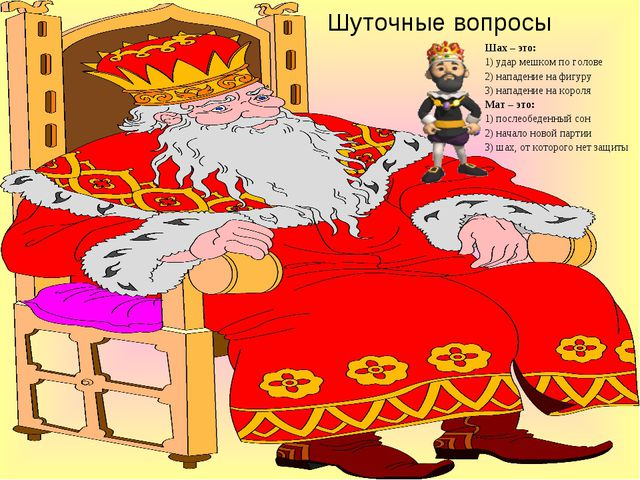 Шуточные вопросы
Шах – это:
1) удар мешком по голове
2) нападение на фигуру
3) нападение на короля
Мат – это:
1) послеобеденный сон
2) начало новой партии
3) шах, от которого нет защиты